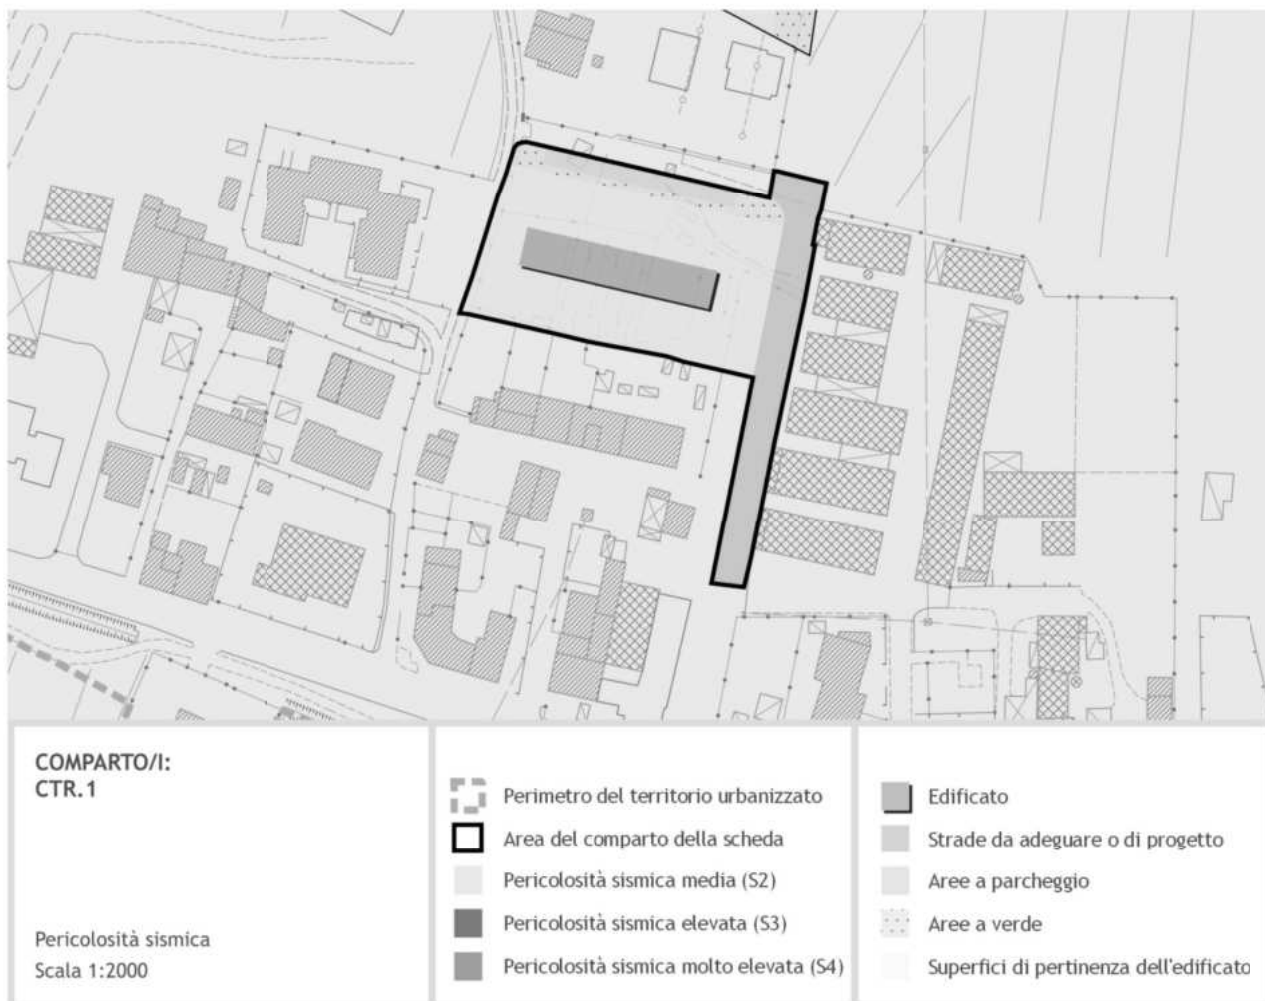 COMPARTO/I:
CTR.1
Pericolosità sismica
Scala 1:2000
Perimetro del territorio urbanizzato
Area del comparto della scheda
Pericolosità sismica media (S2)
Pericolosità sismica elevata (S3)
Pericolosità sismica molto elevata (S4)
Edificato
Strade da adeguare o di progetto
Aree a parcheggio
Aree a verde
Superfici di pertinenza dell'edificato